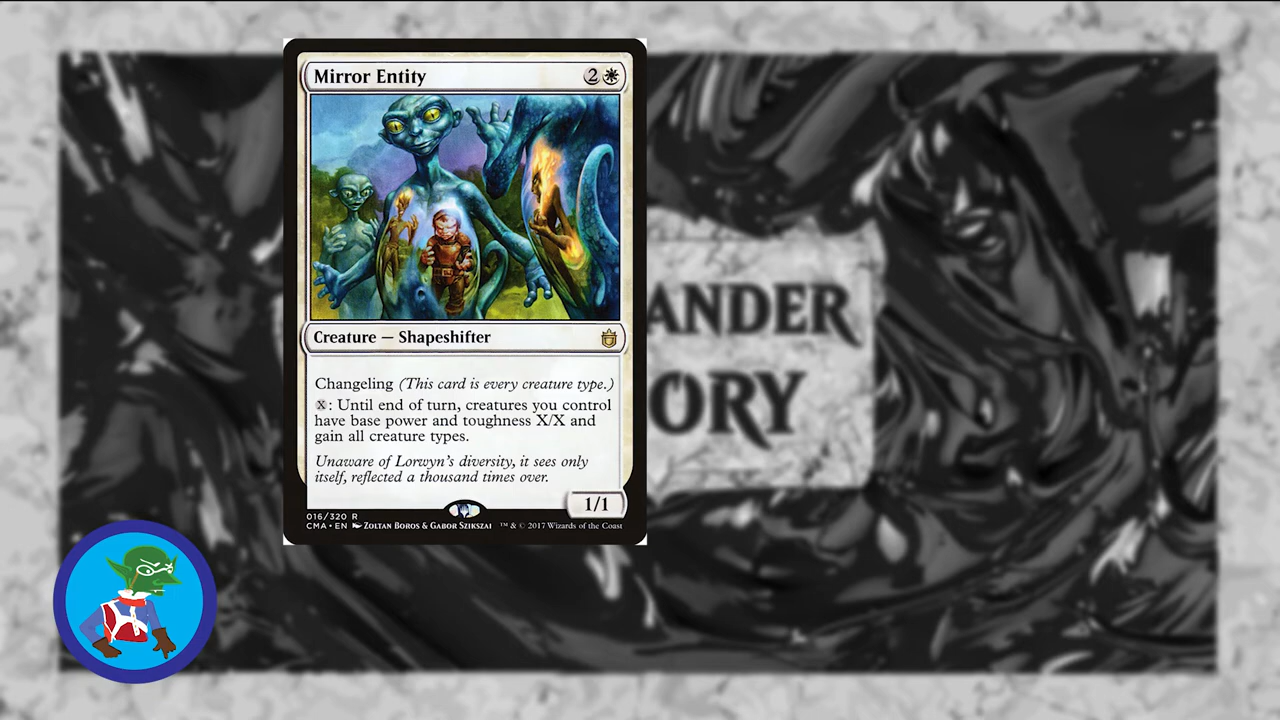 Mirror Entity 2
Creature — Shapeshifter
Changeling (This card is every creature type.)
X: Until end of turn, creatures you control
have base power and toughness X/X and
gain all creature types.
Unaware of Lorwyn's diversity, it sees only
itself, reflected a thousand times over.
1/1
016/320 R
CMA • EN ZOLTAN BOROS & GABOR SZIKSZAI ™ & © 2017 Wizards of the Coast
ANDER
ORY